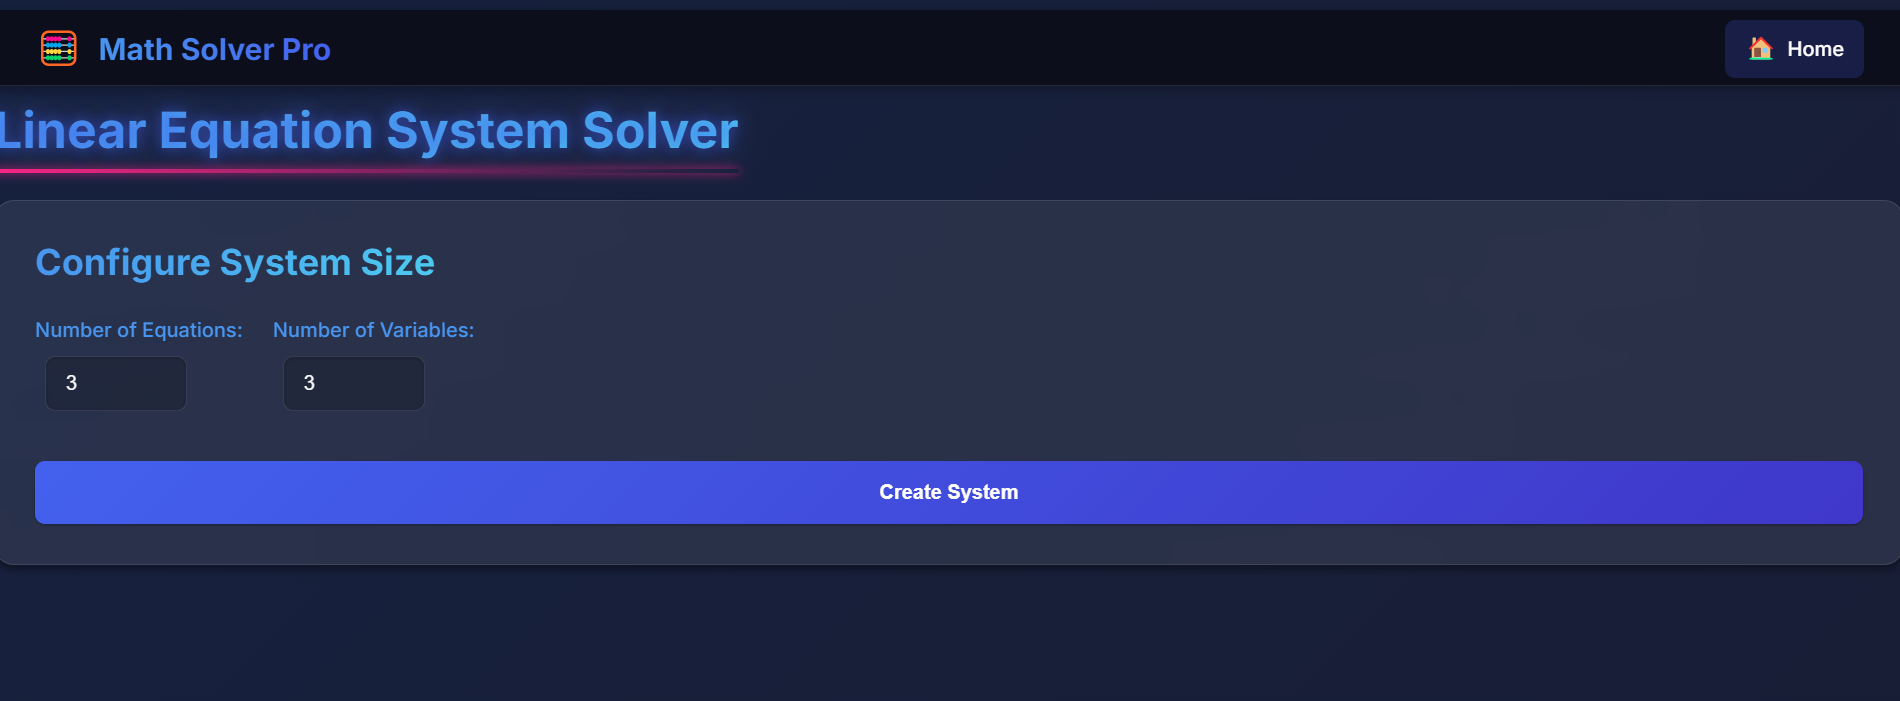 Math Solver Pro
Home
Linear Equation System Solver
Configure System Size
Number of Equations: Number of Variables:
3 3
Create System